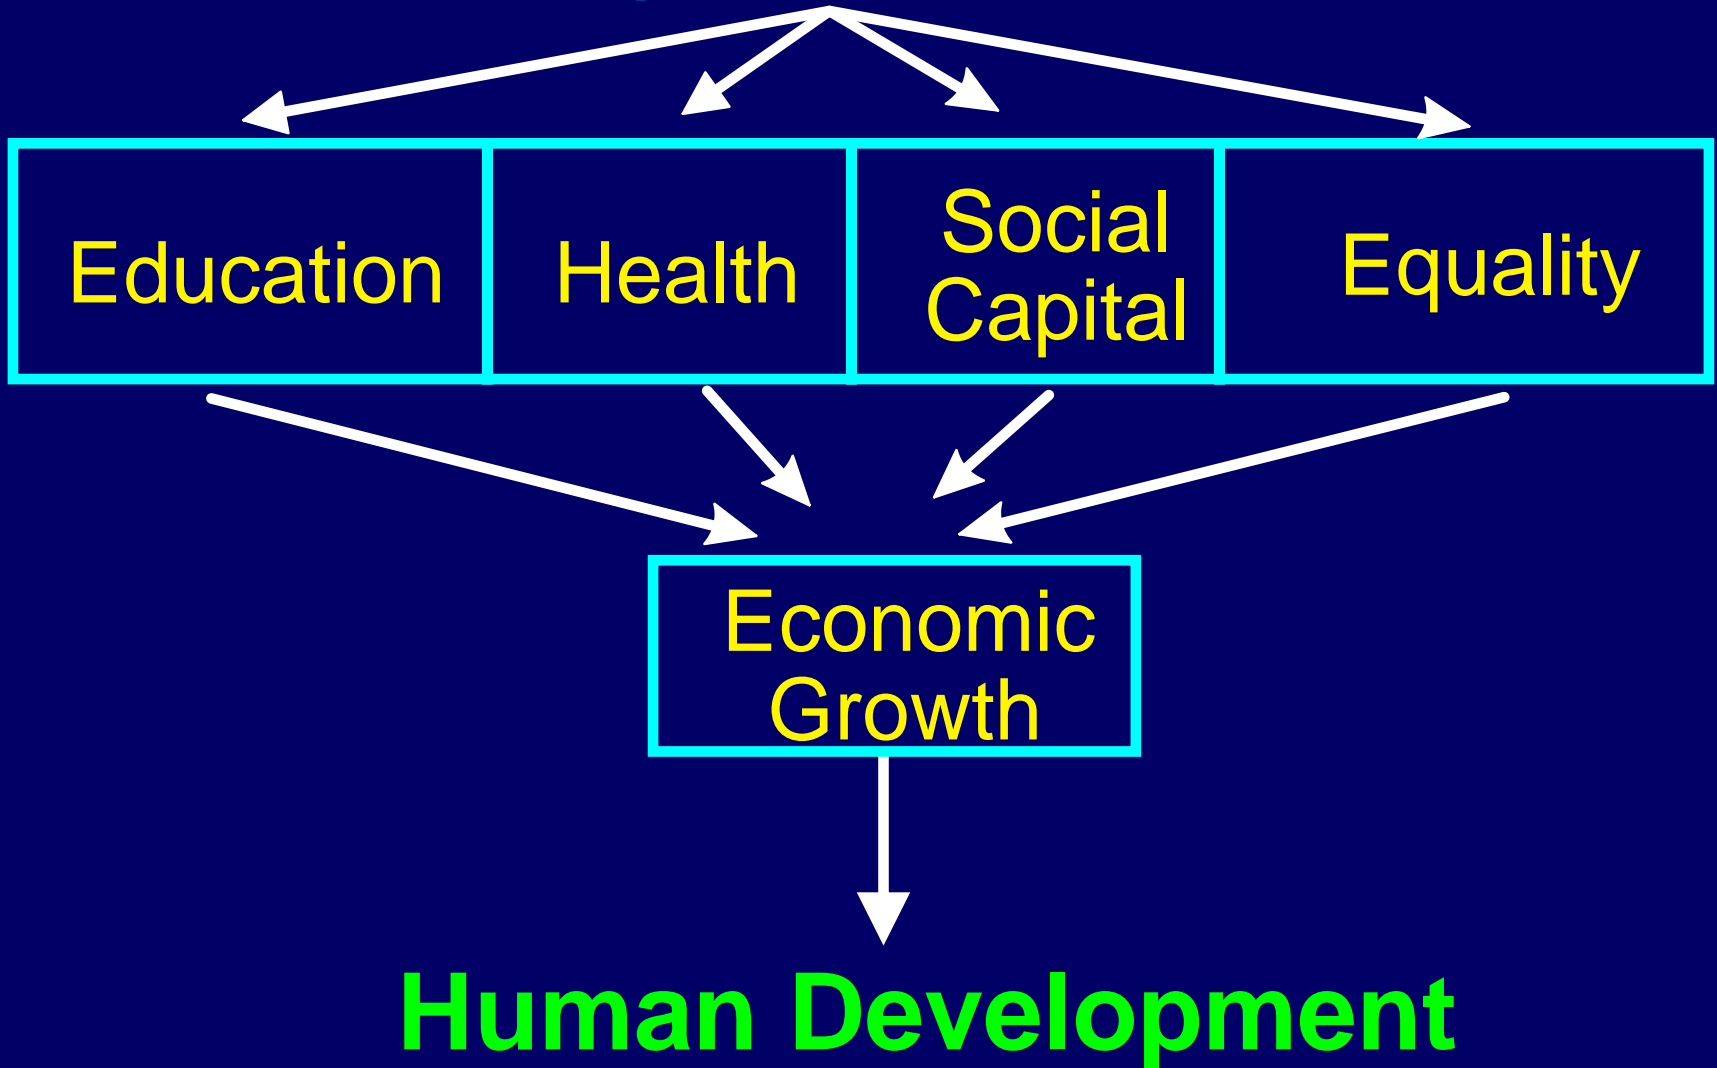 Education
Health
Social
Capital
Equality
Economic
Growth
Human Development